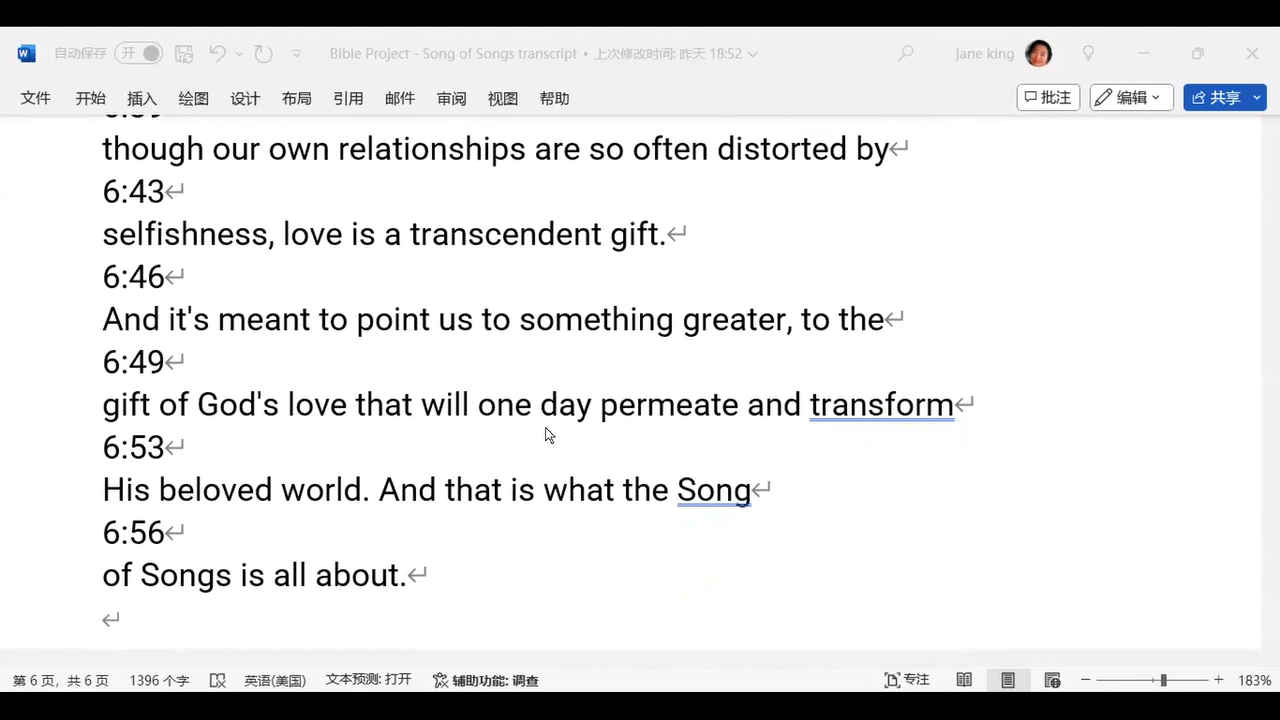 W 自动保存 开 Bible Project - Song of Songs transcript • 上次修改时间: 昨天 18:52 jane king
文件 开始 插入 绘图 设计 布局 引用 邮件 审阅 视图 帮助 批注 编辑 共享
though our own relationships are so often distorted by
6:43
selfishness, love is a transcendent gift.
6:46
And it's meant to point us to something greater, to the
6:49
gift of God's love that will one day permeate and transform
6:53
His beloved world. And that is what the Song
6:56
of Songs is all about.
第 6 页, 共 6 页 1396 个字 英语(美国) 文本预测: 打开 辅助功能: 调查 专注 183%